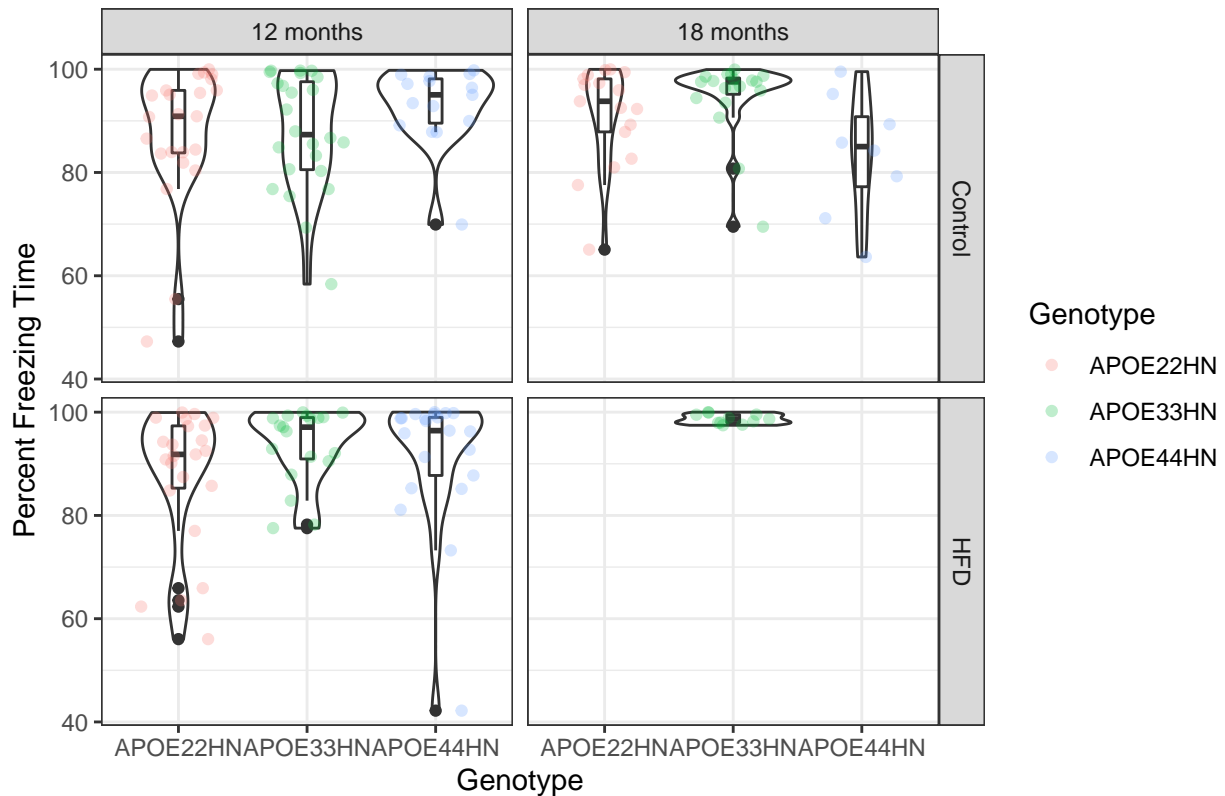 12 months
18 months
100
80
60
40
Control
100
80
60
40
HFD
Percent Freezing Time
APOE22HN APOE33HN APOE44HN
APOE22HN APOE33HN APOE44HN
Genotype
Genotype
APOE22HN
APOE33HN
APOE44HN